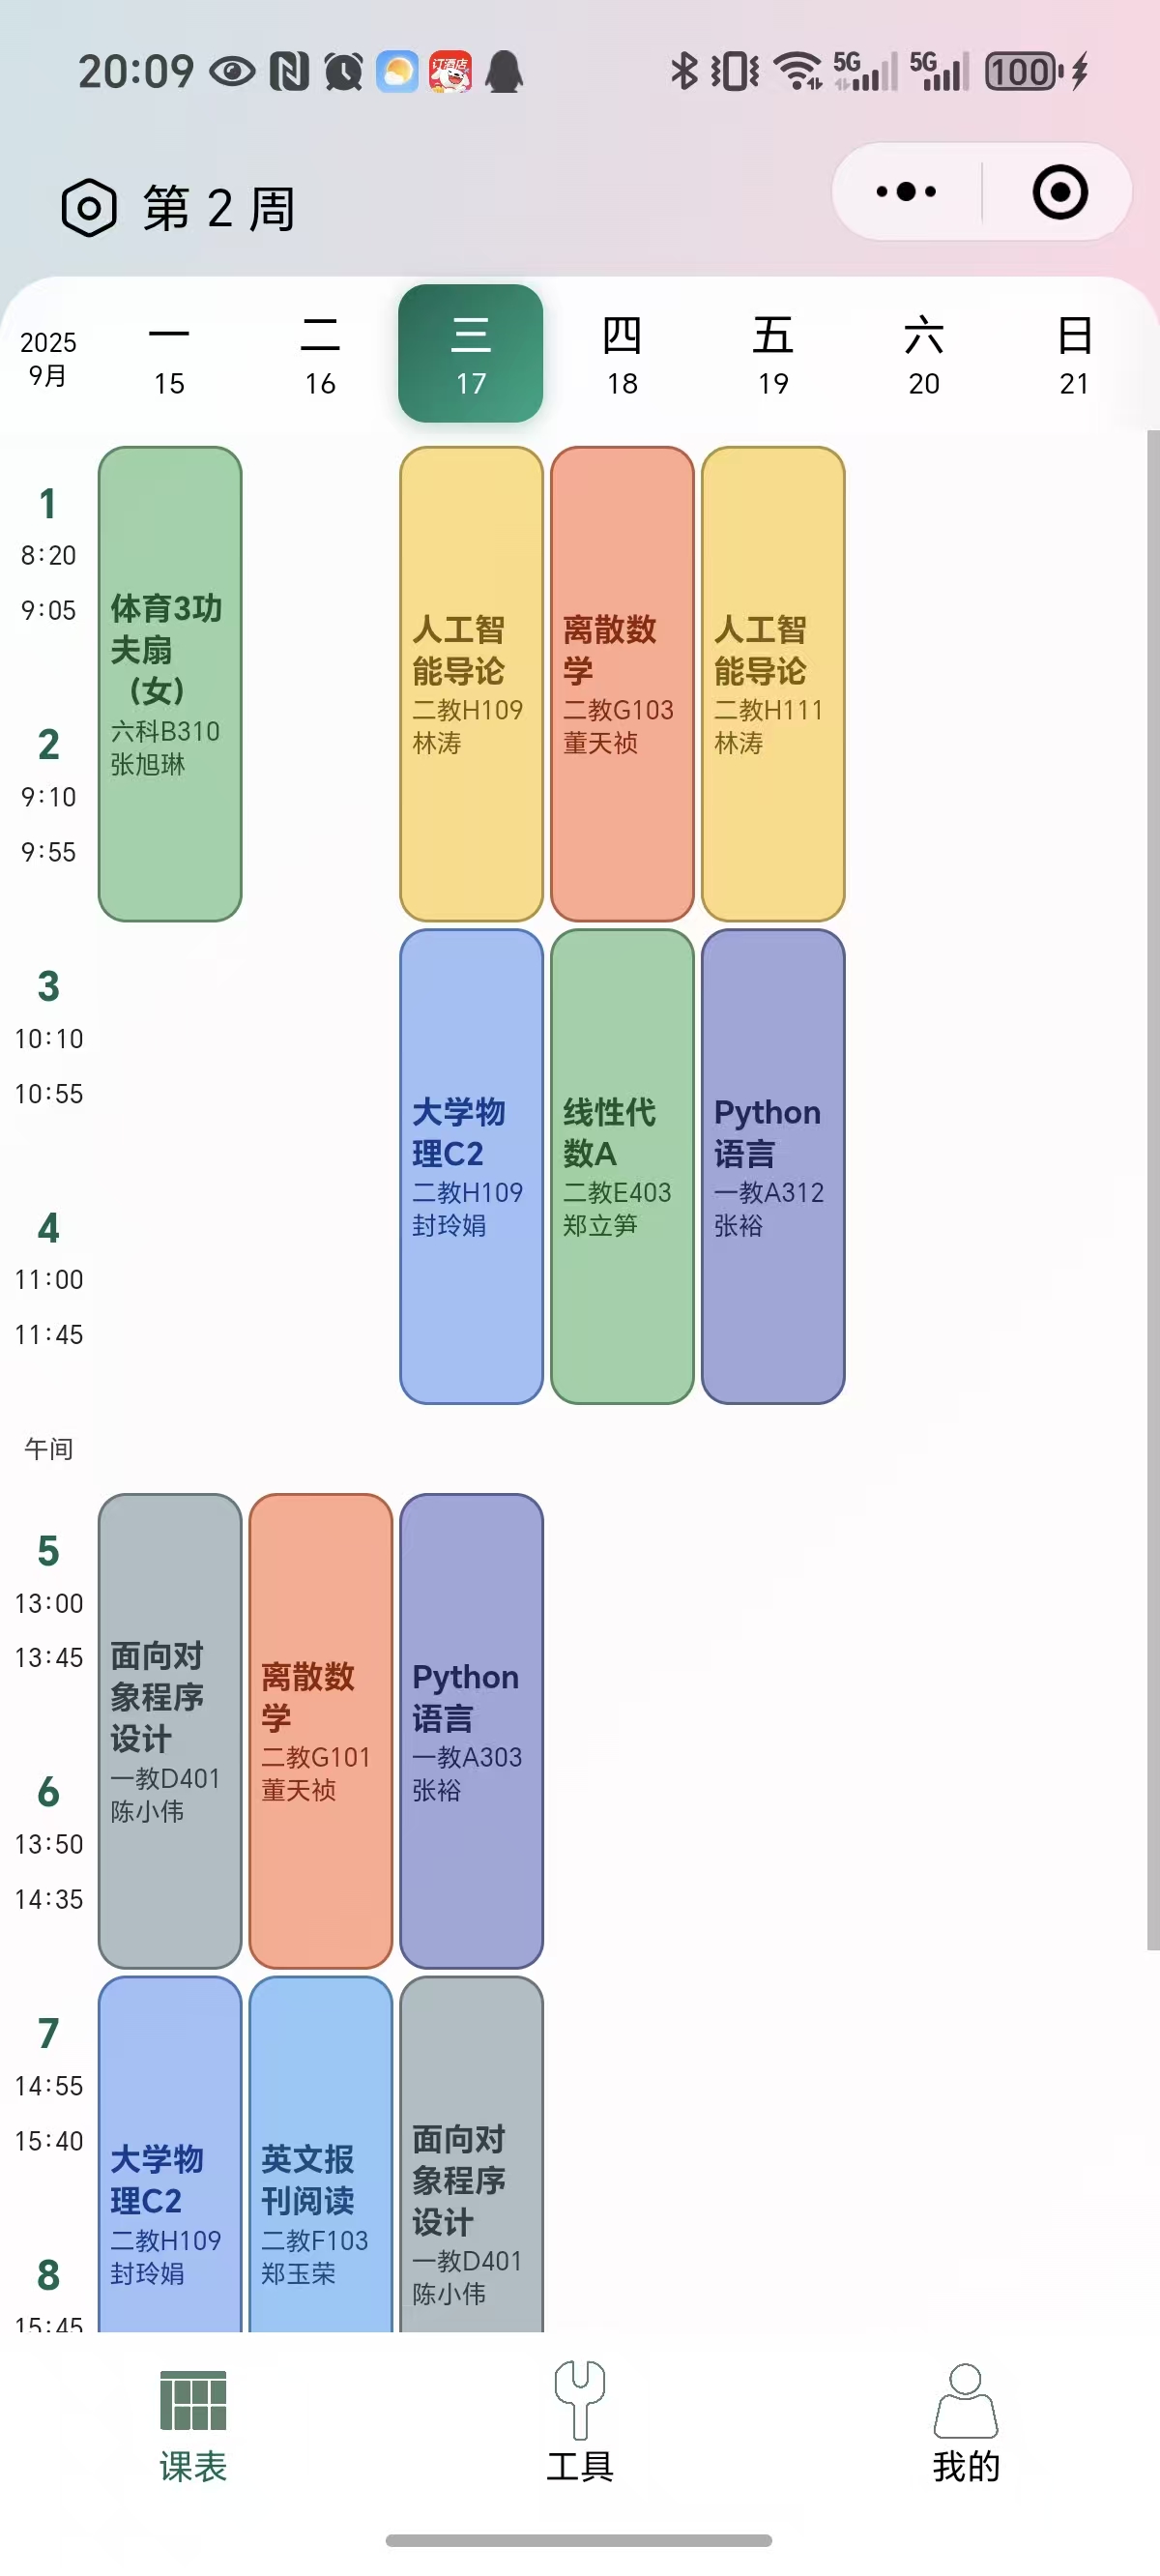 20:09
订酒店
5G
5G
100
第 2 周
2025
9月
一
15
二
16
三
17
四
18
五
19
六
20
日
21
1
8:20
9:05
2
9:10
9:55
体育3功
夫扇
（女）
六科B310
张旭琳
人工智
能导论
二教H109
林涛
离散数
学
二教G103
董天祯
人工智
能导论
二教H111
林涛
3
10:10
10:55
4
11:00
11:45
大学物
理C2
二教H109
封玲娟
线性代
数A
二教E403
郑立笋
Python
语言
一教A312
张裕
午间
5
13:00
13:45
6
13:50
14:35
面向对
象程序
设计
一教D401
陈小伟
离散数
学
二教G101
董天祯
Python
语言
一教A303
张裕
7
14:55
15:40
8
15:45
大学物
理C2
二教H109
封玲娟
英文报
刊阅读
二教F103
郑玉荣
面向对
象程序
设计
一教D401
陈小伟
课表
工具
我的